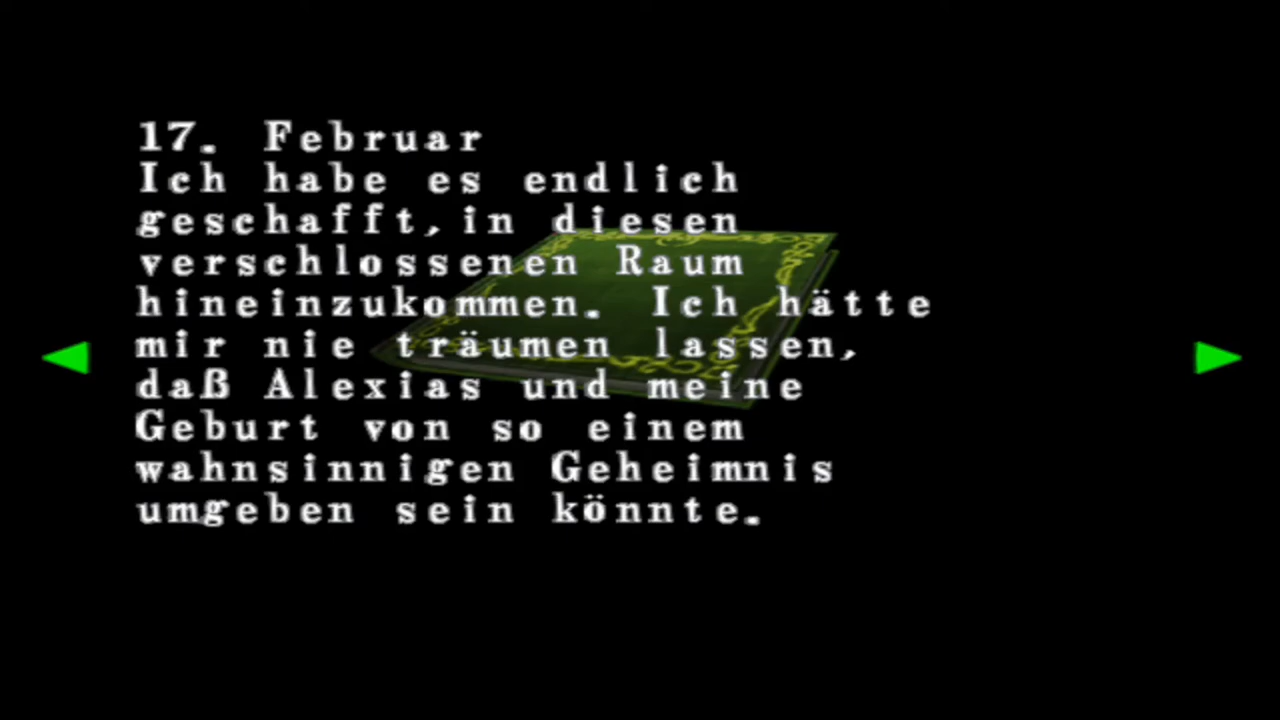 17. Februar
Ich habe es endlich
geschafft,in diesen
verschlossenen Raum
hineinzukommen. Ich hätte
mir nie träumen lassen,
daß Alexias und meine
Geburt von so einem
wahnsinnigen Geheimnis
umgeben sein könnte.